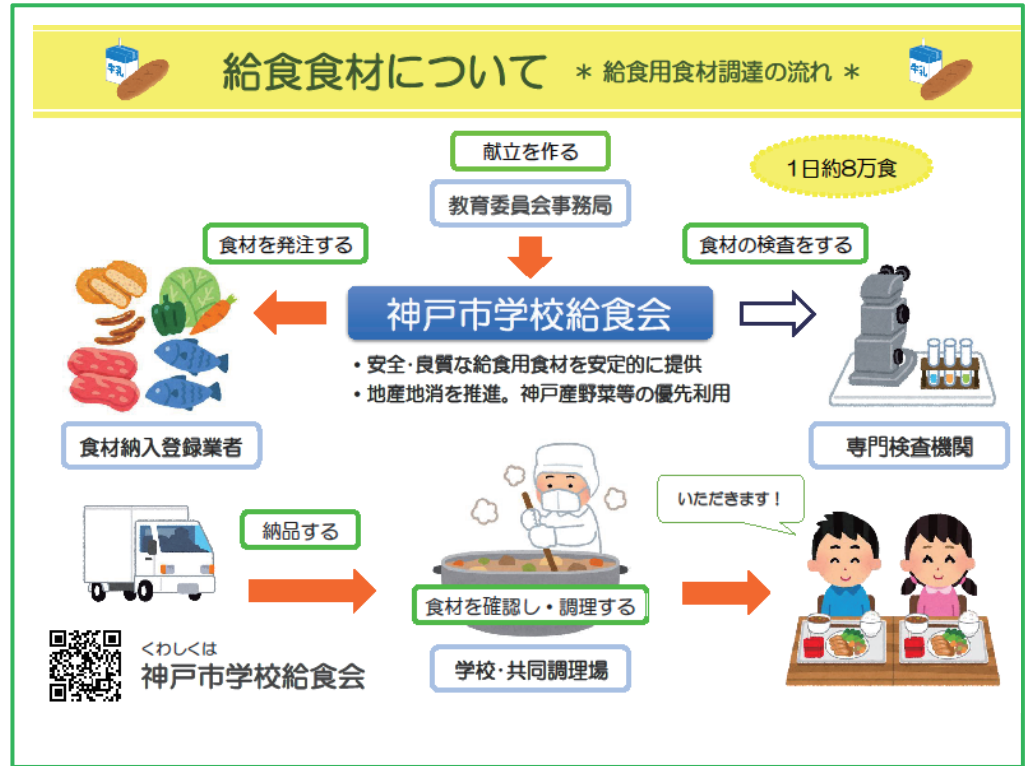 牛乳
給食食材について ＊ 給食用食材調達の流れ ＊
牛乳
献立を作る
1日約8万食
教育委員会事務局
食材を発注する
食材の検査をする
神戸市学校給食会
・安全・良質な給食用食材を安定的に提供
・地産地消を推進。神戸産野菜等の優先利用
食材納入登録業者
専門検査機関
納品する
いただきます！
食材を確認し・調理する
学校・共同調理場
くわしくは
神戸市学校給食会